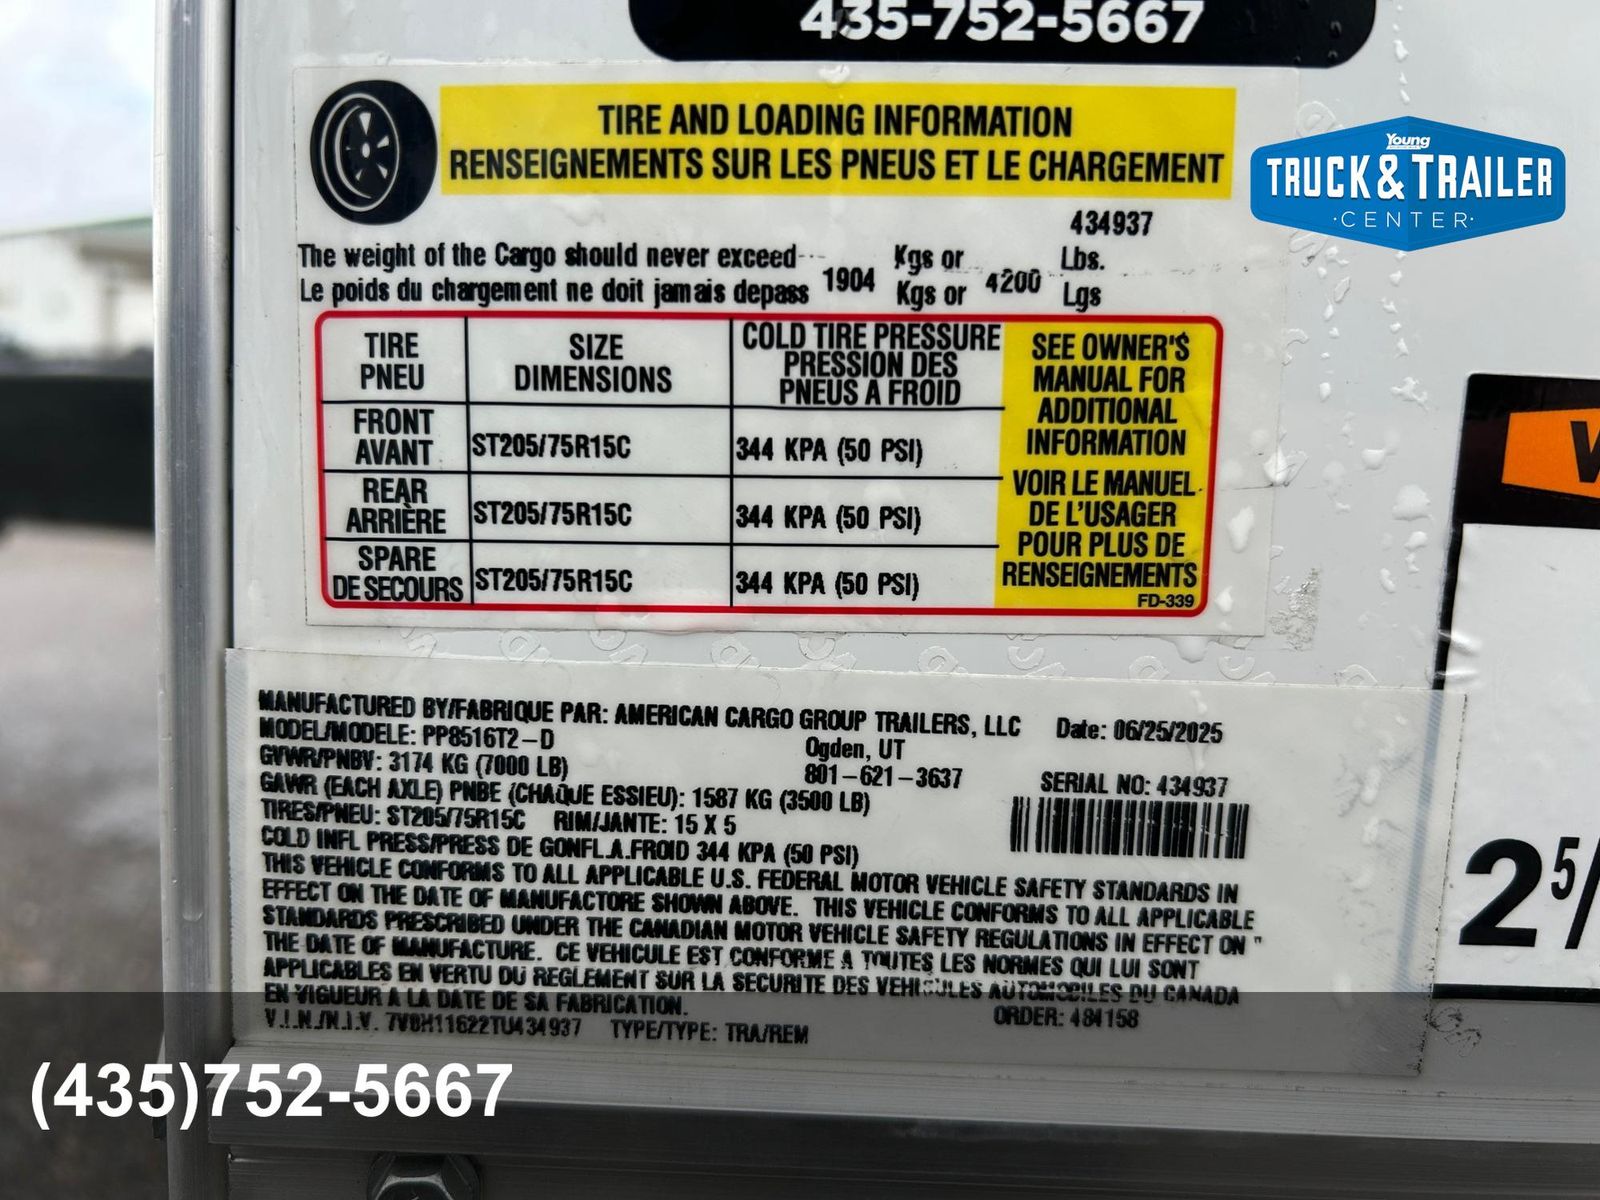 435-752-5667
TIRE AND LOADING INFORMATION
RENSEIGNEMENTS SUR LES PNEUS ET LE CHARGEMENT
Young
TRUCK & TRAILER
·CENTER·
434937
The weight of the Cargo should never exceed 1904 Kgs or 4200 Lbs.
Le poids du chargement ne doit jamais depass Kgs or Lgs
TIRE
PNEU
SIZE
DIMENSIONS
COLD TIRE PRESSURE
PRESSION DES
PNEUS A FROID
FRONT
AVANT
ST205/75R15C
344 KPA (50 PSI)
REAR
ARRIÈRE
ST205/75R15C
344 KPA (50 PSI)
SPARE
DE SECOURS
ST205/75R15C
344 KPA (50 PSI)
SEE OWNER'$
MANUAL FOR
ADDITIONAL
INFORMATION
VOIR LE MANUEL
DE L'USAGER
POUR PLUS DE
RENSEIGNEMENTS
FD-339
MANUFACTURED BY/FABRIQUE PAR: AMERICAN CARGO GROUP TRAILERS, LLC Date: 06/25/2025
MODEL/MODELE: PP8516T2-D Ogden, UT
GVWR/PNBV: 3174 KG (7000 LB) 801-621-3637 SERIAL NO: 434937
GAWR (EACH AXLE) PNBE (CHAQUE ESSIEU): 1587 KG (3500 LB)
TIRES/PNEU: ST205/75R15C RIM/JANTE: 15 X 5
COLD INFL PRESS/PRESS DE GONFL.A.FROID 344 KPA (50 PSI)
THIS VEHICLE CONFORMS TO ALL APPLICABLE U.S. FEDERAL MOTOR VEHICLE SAFETY STANDARDS IN
EFFECT ON THE DATE OF MANUFACTORE SHOWN ABOVE. THIS VEHICLE CONFORMS TO ALL APPLICABLE
STANDARDS PRESCRIBED UNDER THE CANADIAN MOTOR VEHICLE SAFETY REGULATIONS IN EFFECT ON "
THE DATE OF MANUFACTURE. CE VEHICULE EST CONFORME A TOUTES LES NORMES QUI LUI SONT
APPLICABLES EN VERTU DU REGLEMENT SUR LA SECURITE DES VEHICULES AUTOMOBILES DU CANADA
EN VIGUEUR A LA DATE DE SA FABRICATION. ORDER: 484158
V.I.N./N.I.V. 7V8H11622TU434937 TYPE/TYPE: TRA/REM
2 5/
(435)752-5667